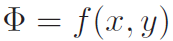 Φ = f(x, y)